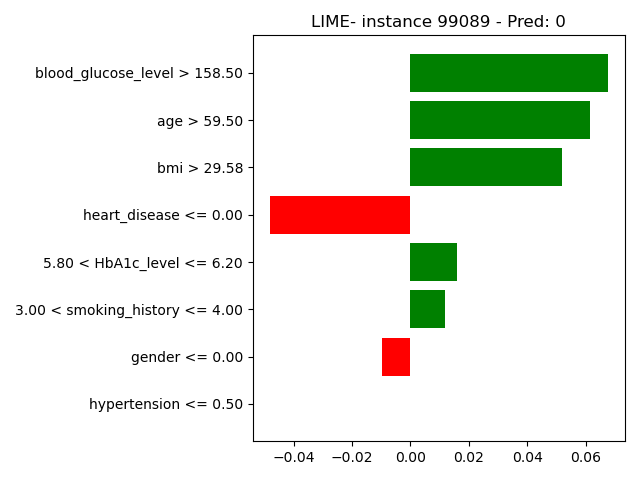 LIME- instance 99089 - Pred: 0
blood_glucose_level > 158.50
age > 59.50
bmi > 29.58
heart_disease <= 0.00
5.80 < HbA1c_level <= 6.20
3.00 < smoking_history <= 4.00
gender <= 0.00
hypertension <= 0.50
−0.04 −0.02 0.00 0.02 0.04 0.06